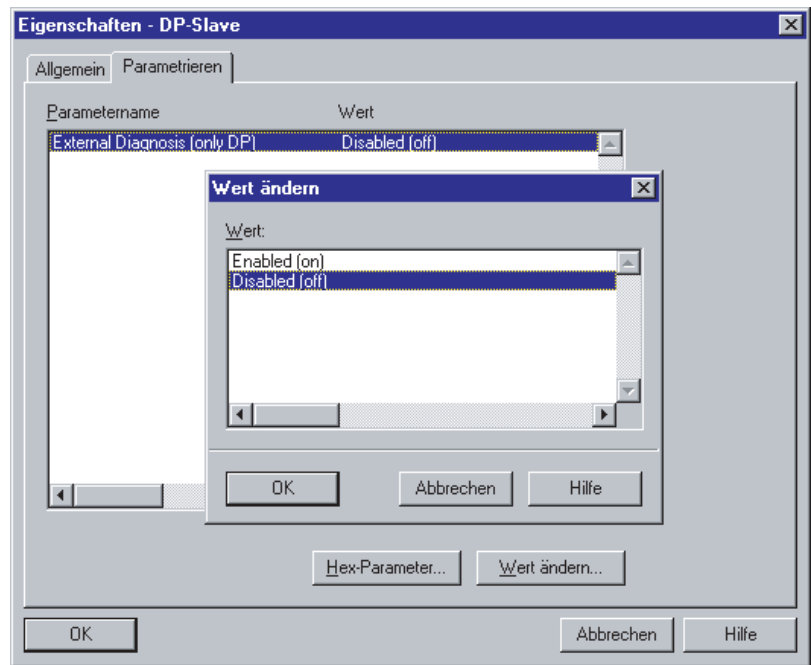 Eigenschaften - DP-Slave
Allgemein Parametrieren
Parametername Wert
External Diagnosis (only DP) Disabled (off)
Wert ändern
Wert:
Enabled (on)
Disabled (off)
OK Abbrechen Hilfe
Hex-Parameter... Wert ändern...
OK Abbrechen Hilfe